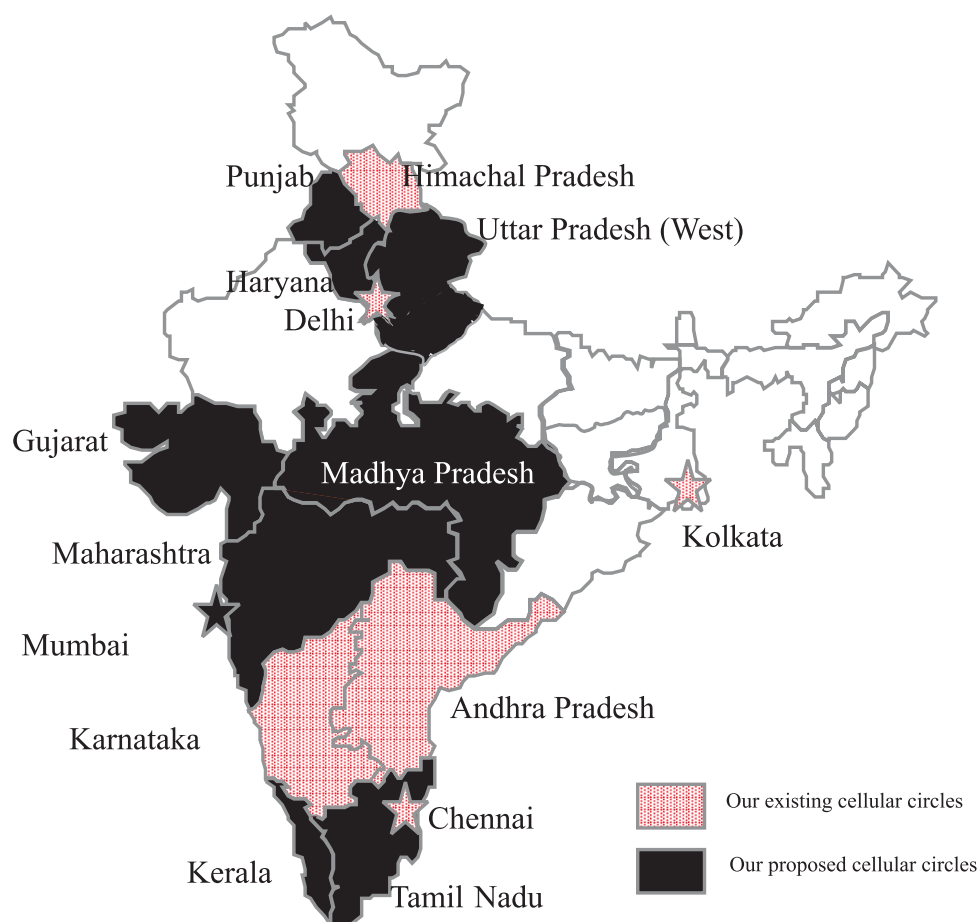 Punjab
Himachal Pradesh
Uttar Pradesh (West)
Haryana
Delhi
Gujarat
Madhya Pradesh
Kolkata
Maharashtra
Mumbai
Andhra Pradesh
Karnataka
Our existing cellular circles
Chennai
Our proposed cellular circles
Kerala
Tamil Nadu